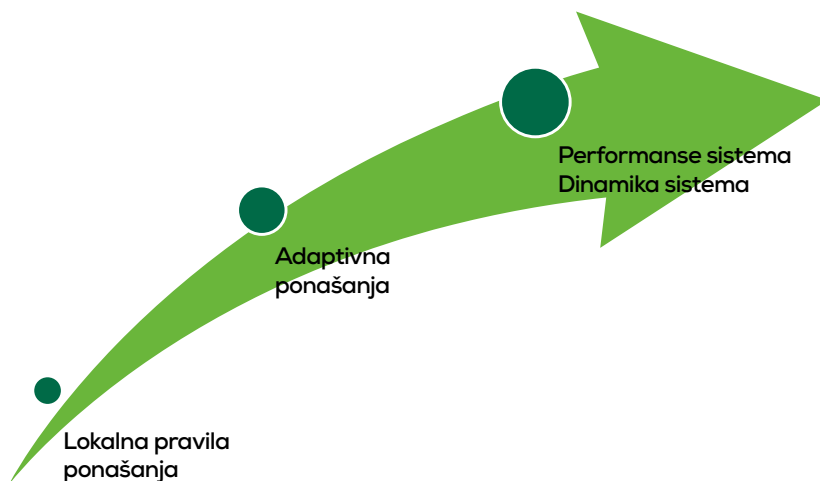 Performanse sistema
Dinamika sistema
Adaptivna
ponašanja
Lokalna pravila
ponašanja